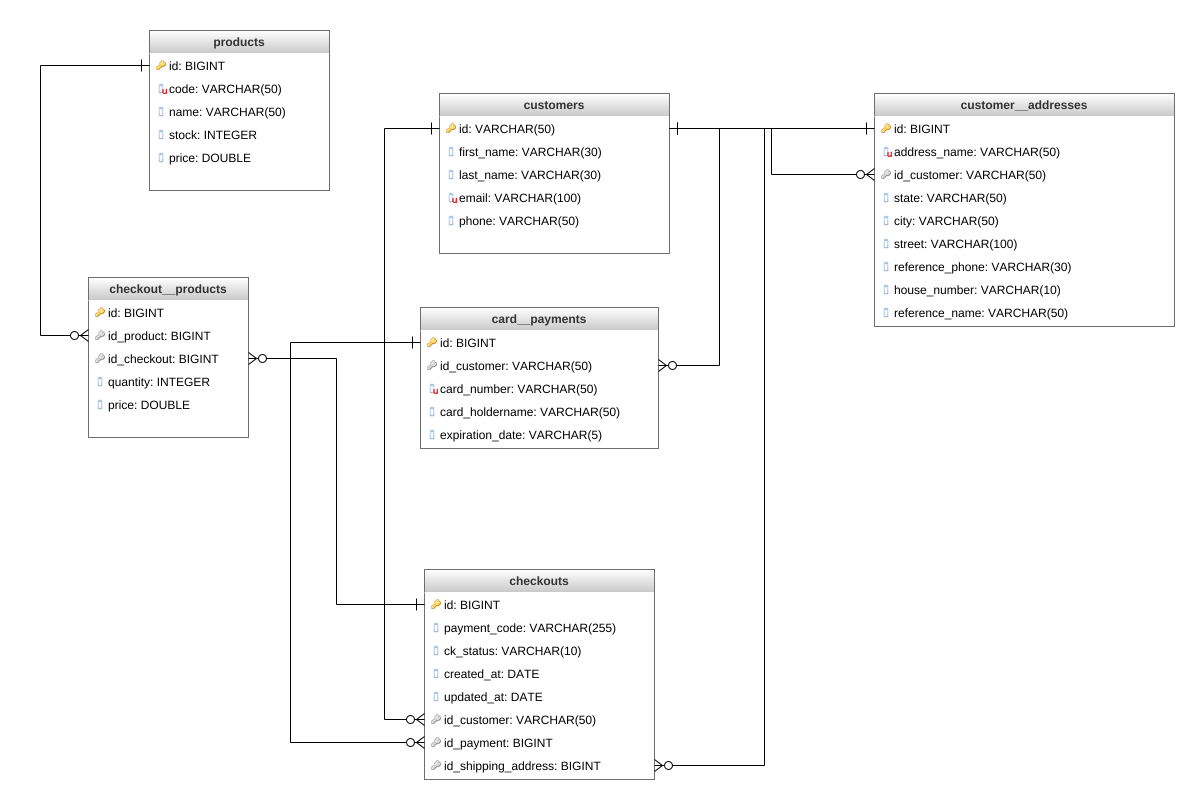 products
id: BIGINT
code: VARCHAR(50)
name: VARCHAR(50)
stock: INTEGER
price: DOUBLE
customers
id: VARCHAR(50)
first_name: VARCHAR(30)
last_name: VARCHAR(30)
email: VARCHAR(100)
phone: VARCHAR(50)
customer__addresses
id: BIGINT
address_name: VARCHAR(50)
id_customer: VARCHAR(50)
state: VARCHAR(50)
city: VARCHAR(50)
street: VARCHAR(100)
reference_phone: VARCHAR(30)
house_number: VARCHAR(10)
reference_name: VARCHAR(50)
checkout__products
id: BIGINT
id_product: BIGINT
id_checkout: BIGINT
quantity: INTEGER
price: DOUBLE
card__payments
id: BIGINT
id_customer: VARCHAR(50)
card_number: VARCHAR(50)
card_holdername: VARCHAR(50)
expiration_date: VARCHAR(5)
checkouts
id: BIGINT
payment_code: VARCHAR(255)
ck_status: VARCHAR(10)
created_at: DATE
updated_at: DATE
id_customer: VARCHAR(50)
id_payment: BIGINT
id_shipping_address: BIGINT